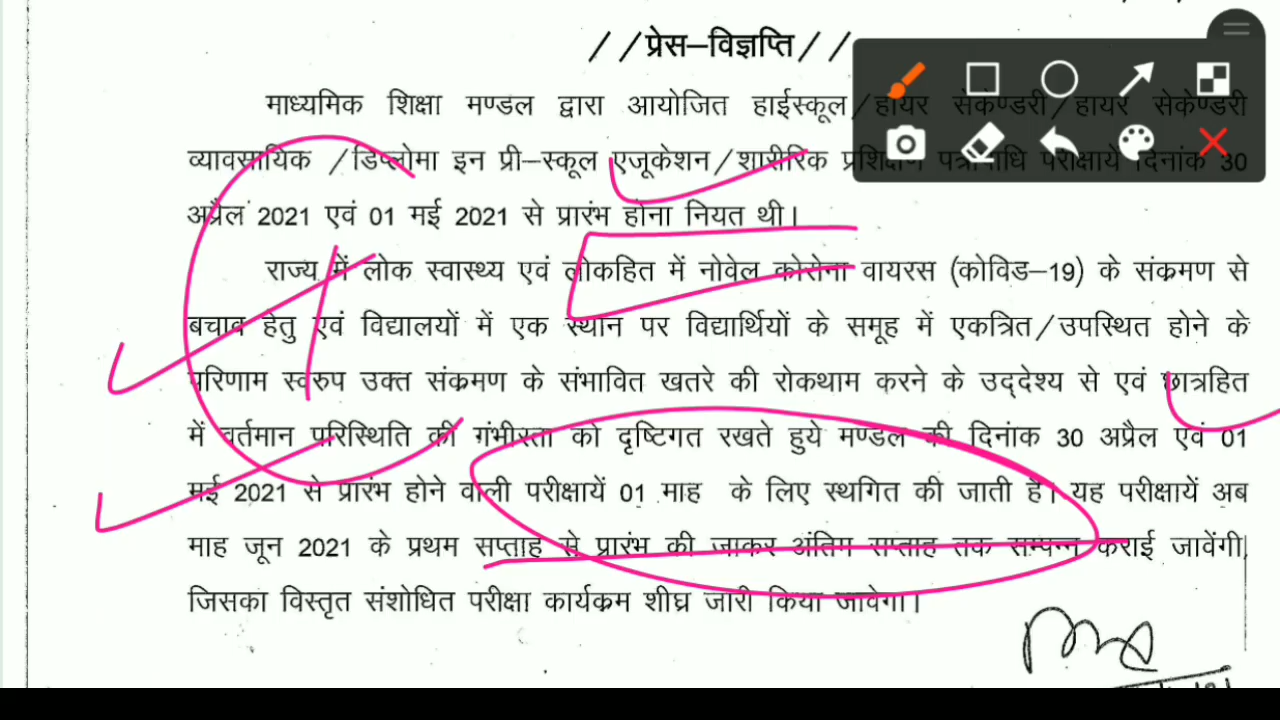 //प्रेस–विज्ञप्ति//
माध्यमिक शिक्षा मण्डल द्वारा आयोजित हाईस्कूल/हायर सेकेण्डरी/हायर सेकेण्डरी
व्यावसायिक /डिप्लोमा इन प्री–स्कूल एजूकेशन/शारीरिक प्रशिक्षण पत्रोपाधि परीक्षायें दिनांक 30
अप्रैल 2021 एवं 01 मई 2021 से प्रारंभ होना नियत थी।
राज्य में लोक स्वास्थ्य एवं लोकहित में नोवेल कोरोना वायरस (कोविड–19) के संक्रमण से
बचाव हेतु एवं विद्यालयों में एक स्थान पर विद्यार्थियों के समूह में एकत्रित/उपस्थित होने के
परिणाम स्वरुप उक्त संक्रमण के संभावित खतरे की रोकथाम करने के उद्देश्य से एवं छात्रहित
में वर्तमान परिस्थिति की गंभीरता को दृष्टिगत रखते हुये मण्डल की दिनांक 30 अप्रैल एवं 01
मई 2021 से प्रारंभ होने वाली परीक्षायें 01 माह के लिए स्थगित की जाती है। यह परीक्षायें अब
माह जून 2021 के प्रथम सप्ताह से प्रारंभ की जाकर अंतिम सप्ताह तक सम्पन्न कराई जावेंगी,
जिसका विस्तृत संशोधित परीक्षा कार्यक्रम शीघ्र जारी किया जावेगा।